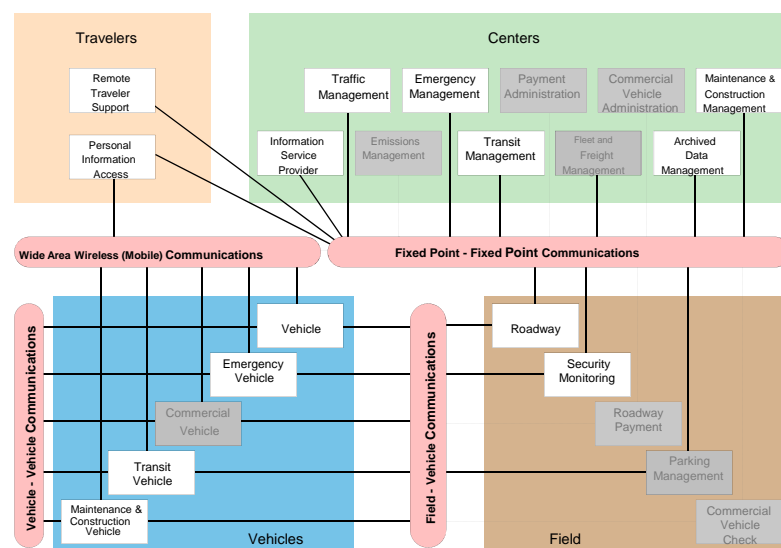 Travelers
Centers
Remote
Traveler
Support
Traffic
Management
Emergency
Management
Payment
Administration
Commercial
Vehicle
Administration
Maintenance &
Construction
Management
Personal
Information
Access
Information
Service
Provider
Emissions
Management
Transit
Management
Fleet and
Freight
Management
Archived
Data
Management
Wide Area Wireless (Mobile) Communications
Fixed Point - Fixed Point Communications
Vehicle - Vehicle Communications
Field - Vehicle Communications
Vehicle
Roadway
Emergency
Vehicle
Security
Monitoring
Commercial
Vehicle
Roadway
Payment
Transit
Vehicle
Parking
Management
Maintenance &
Construction
Vehicle
Commercial
Vehicle
Check
Vehicles
Field